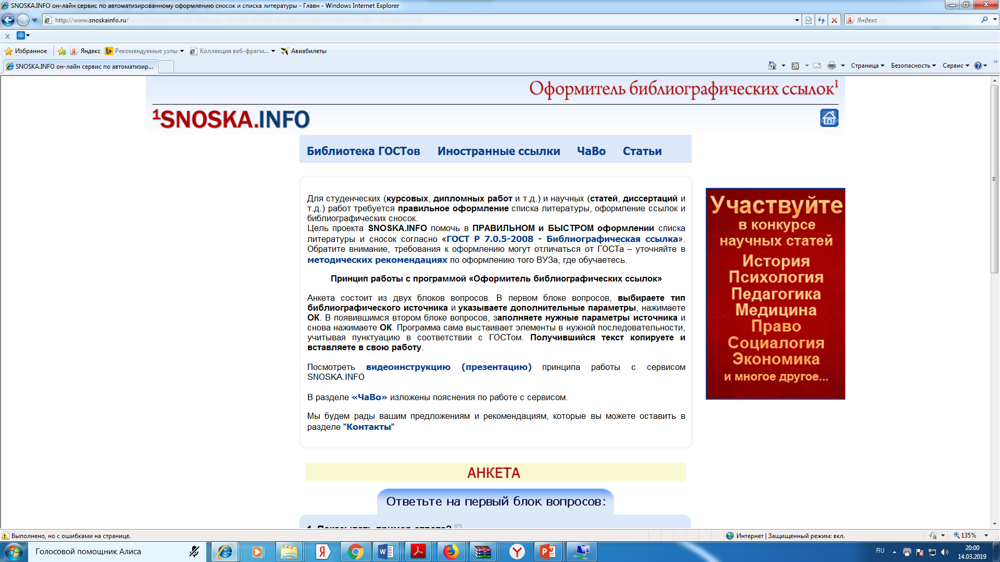 SNOSKA.INFO он-лайн сервис по автоматизированному оформлению сносок и списка литературы - Главн - Windows Internet Explorer
http://www.snoskainfo.ru/
Яндекс
x
Избранное
Яндекс
Рекомендуемые узлы
Коллекция веб-фрагм...
Авиабилеты
SNOSKA.INFO он-лайн сервис по автоматизир...
Страница
Безопасность
Сервис
Оформитель библиографических ссылок¹
¹SNOSKA.INFO
Библиотека ГОСТов Иностранные ссылки ЧаВо Статьи
Для студенческих (курсовых, дипломных работ и т.д.) и научных (статей, диссертаций и
т.д.) работ требуется правильное оформление списка литературы, оформление ссылок и
библиографических сносок.
Цель проекта SNOSKA.INFO помочь в ПРАВИЛЬНОМ и БЫСТРОМ оформлении списка
литературы и сносок согласно «ГОСТ Р 7.0.5-2008 - Библиографическая ссылка».
Обратите внимание, требования к оформлению могут отличаться от ГОСТа – уточняйте в
методических рекомендациях по оформлению того ВУЗа, где обучаетесь.
Принцип работы с программой «Оформитель библиографических ссылок»
Анкета состоит из двух блоков вопросов. В первом блоке вопросов, выбираете тип
библиографического источника и указываете дополнительные параметры, нажимаете
ОК. В появившимся втором блоке вопросов, заполняете нужные параметры источника и
снова нажимаете ОК. Программа сама выстаивает элементы в нужной последовательности,
учитывая пунктуацию в соответствии с ГОСТом. Получившийся текст копируете и
вставляете в свою работу.
Посмотреть видеоинструкцию (презентацию) принципа работы с сервисом
SNOSKA.INFO
В разделе «ЧаВо» изложены пояснения по работе с сервисом.
Мы будем рады вашим предложениям и рекомендациям, которые вы можете оставить в
разделе "Контакты"
Участвуйте
в конкурсе
научных статей
История
Психология
Педагогика
Медицина
Право
Социалогия
Экономика
и многое другое...
АНКЕТА
Ответьте на первый блок вопросов:
1. Показывать пример ответа?
Выполнено, но с ошибками на странице.
Интернет | Защищенный режим: вкл.
135%
Голосовой помощник Алиса
RU
20:00
14.03.2019